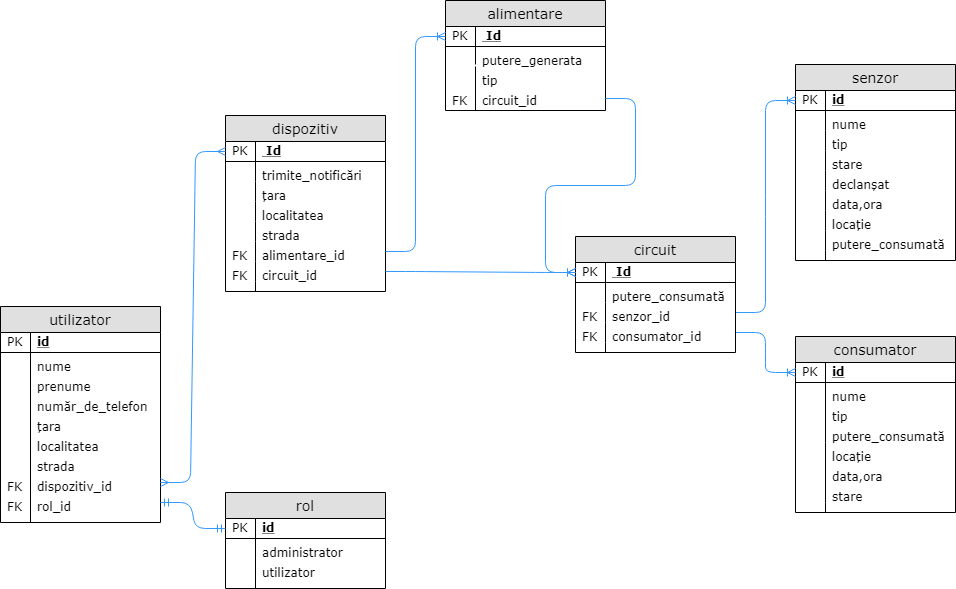 alimentare
PK _Id
putere_generata
tip
FK circuit_id
senzor
PK id
nume
tip
stare
declanșat
data,ora
locație
putere_consumată
dispozitiv
PK _Id
trimite_notificări
țara
localitatea
strada
FK alimentare_id
FK circuit_id
circuit
PK _Id
putere_consumată
FK senzor_id
FK consumator_id
utilizator
PK id
nume
prenume
număr_de_telefon
țara
localitatea
strada
FK dispozitiv_id
FK rol_id
consumator
PK id
nume
tip
putere_consumată
locație
data,ora
stare
rol
PK id
administrator
utilizator